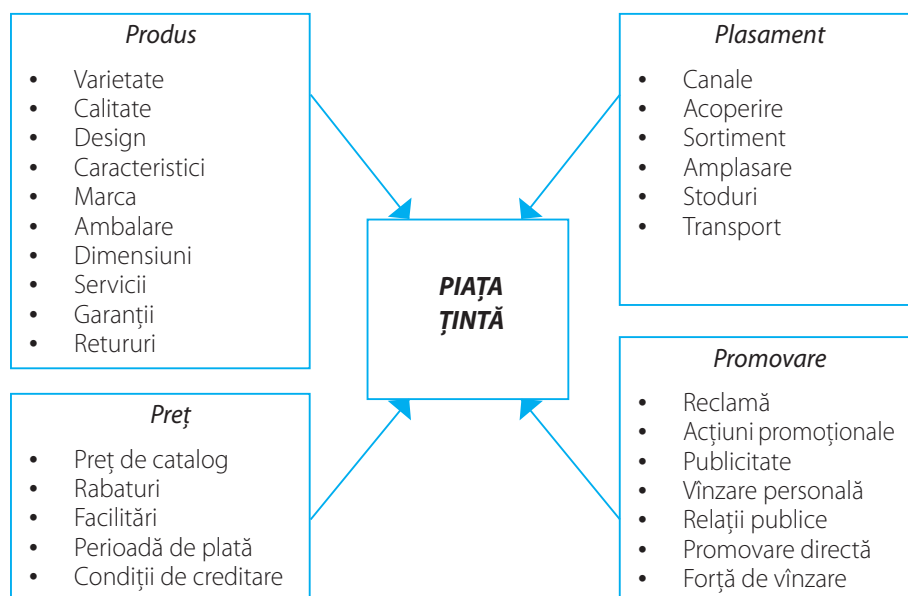 Produs
• Varietate
• Calitate
• Design
• Caracteristici
• Marca
• Ambalare
• Dimensiuni
• Servicii
• Garanții
• Retururi
Plasament
• Canale
• Acoperire
• Sortiment
• Amplasare
• Stoduri
• Transport
PIAȚA
ȚINTĂ
Preț
• Preț de catalog
• Rabaturi
• Facilitări
• Perioadă de plată
• Condiții de creditare
Promovare
• Reclamă
• Acțiuni promoționale
• Publicitate
• Vînzare personală
• Relații publice
• Promovare directă
• Forță de vînzare